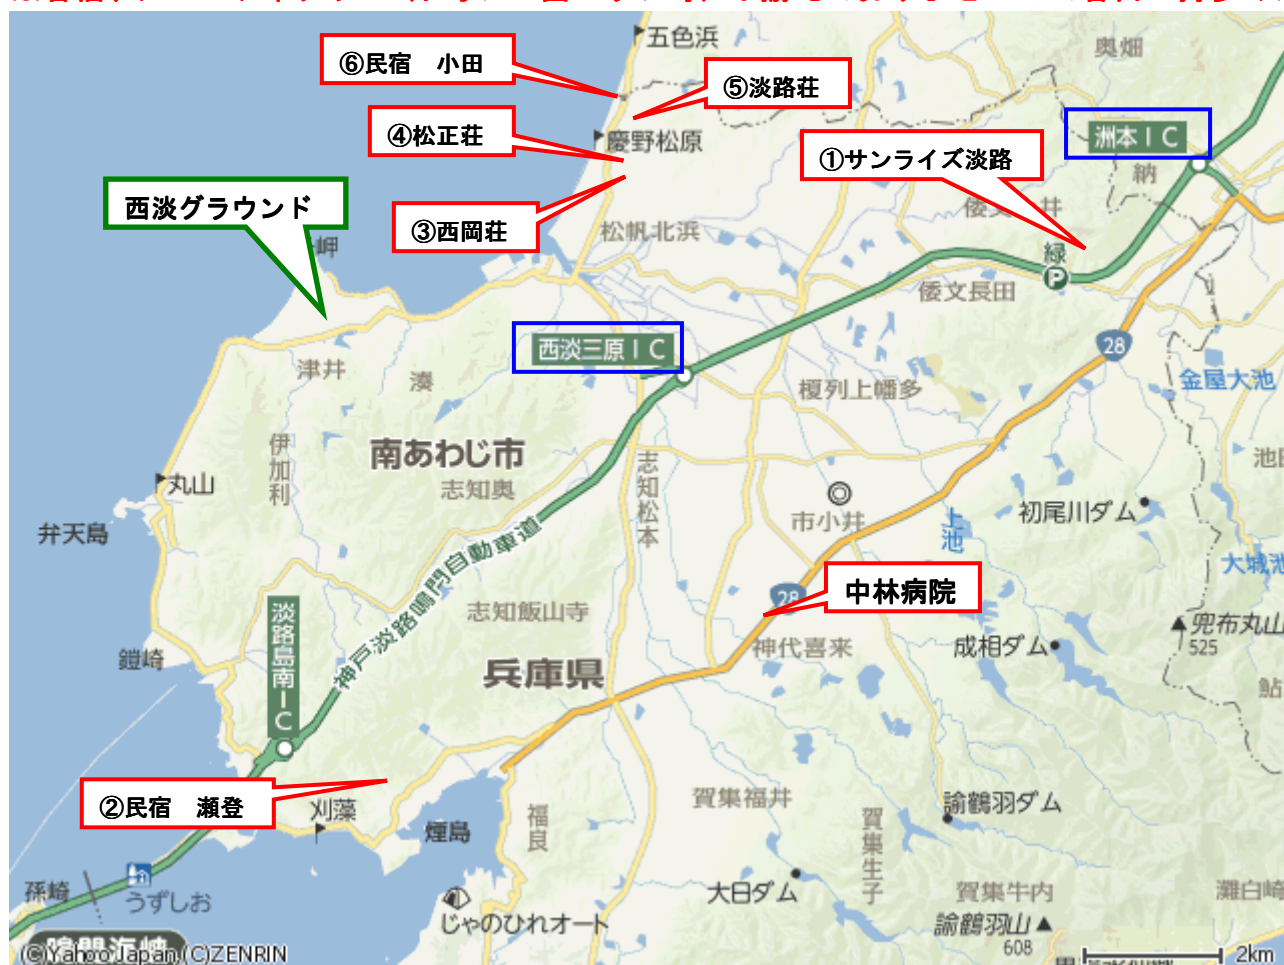 五色浜
奥畑
⑥民宿　小田
⑤淡路荘
④松正荘
慶野松原
洲本ＩＣ
①サンライズ淡路
納
西淡グラウンド
③西岡荘
松帆北浜
岬
緑
P
倭文長田
28
西淡三原ＩＣ
津井
湊
榎列上幡多
金屋大池
南あわじ市
伊加利
志知奥
志知松本
丸山
弁天島
市小井
上池
初尾川ダム
神戸淡路鳴門自動車道
大城池
中林病院
28
淡路島南ＩＣ
志知飯山寺
神代喜来
成相ダム
兜布丸山
525
鎧崎
兵庫県
鮎
②民宿　瀬登
刈藻
煙島
福良
賀集福井
賀集生子
諭鶴羽ダム
孫崎
うずしお
大日ダム
賀集牛内
灘白崎
じゃのひれオート
諭鶴羽山
608
鳴門海峡
(C)Yahoo Japan,(C)ZENRIN
2km